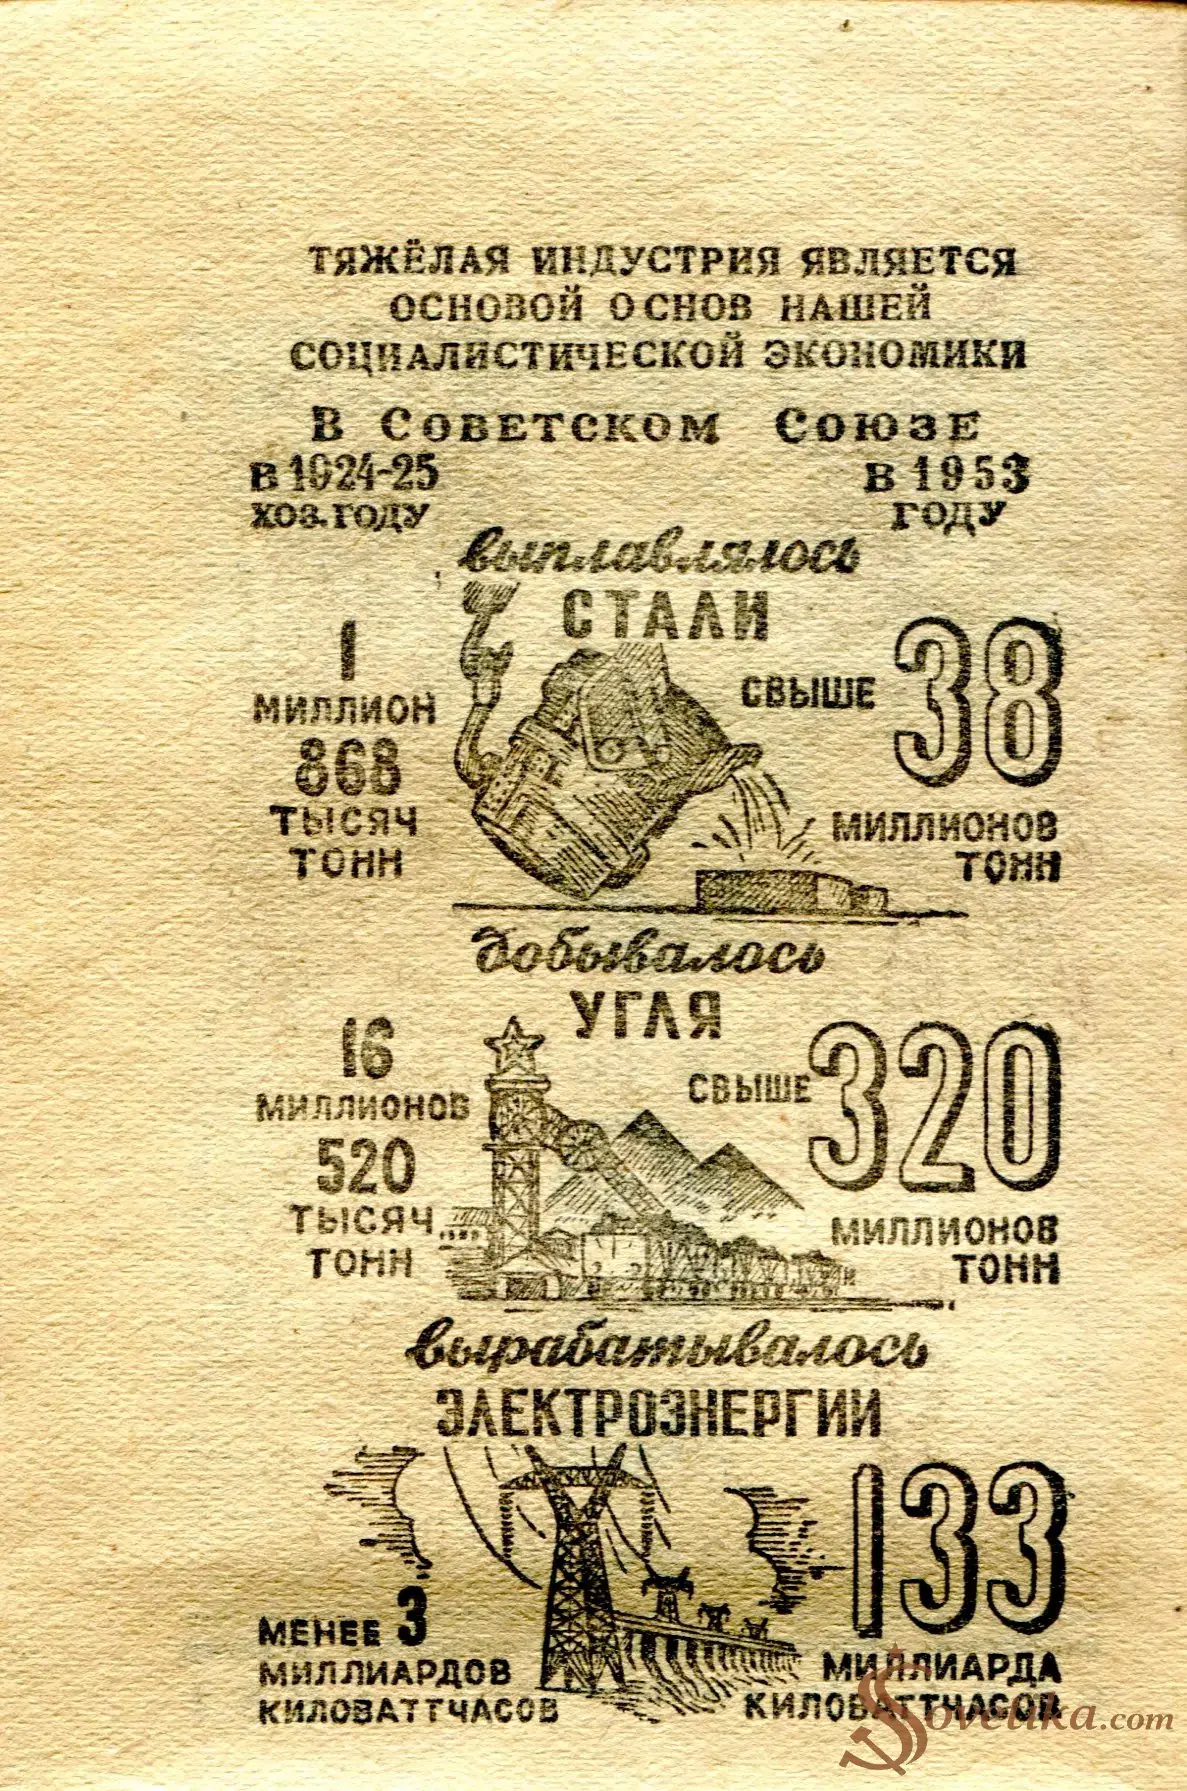 ТЯЖЁЛАЯ ИНДУСТРИЯ ЯВЛЯЕТСЯ
ОСНОВОЙ ОСНОВ НАШЕЙ
СОЦИАЛИСТИЧЕСКОЙ ЭКОНОМИКИ
В СОВЕТСКОМ СОЮЗЕ
В 1924-25
ХОЗ. ГОДУ
В 1953
ГОДУ
выплавлялось
СТАЛИ
1
МИЛЛИОН
868
ТЫСЯЧ
ТОНН
СВЫШЕ 38
МИЛЛИОНОВ
ТОНН
добывалось
УГЛЯ
16
МИЛЛИОНОВ
520
ТЫСЯЧ
ТОНН
СВЫШЕ 320
МИЛЛИОНОВ
ТОНН
вырабатывалось
ЭЛЕКТРОЭНЕРГИИ
МЕНЕЕ 3
МИЛЛИАРДОВ
КИЛОВАТТЧАСОВ
133
МИЛЛИАРДА
КИЛОВАТТЧАСОВ
Sovetika.com